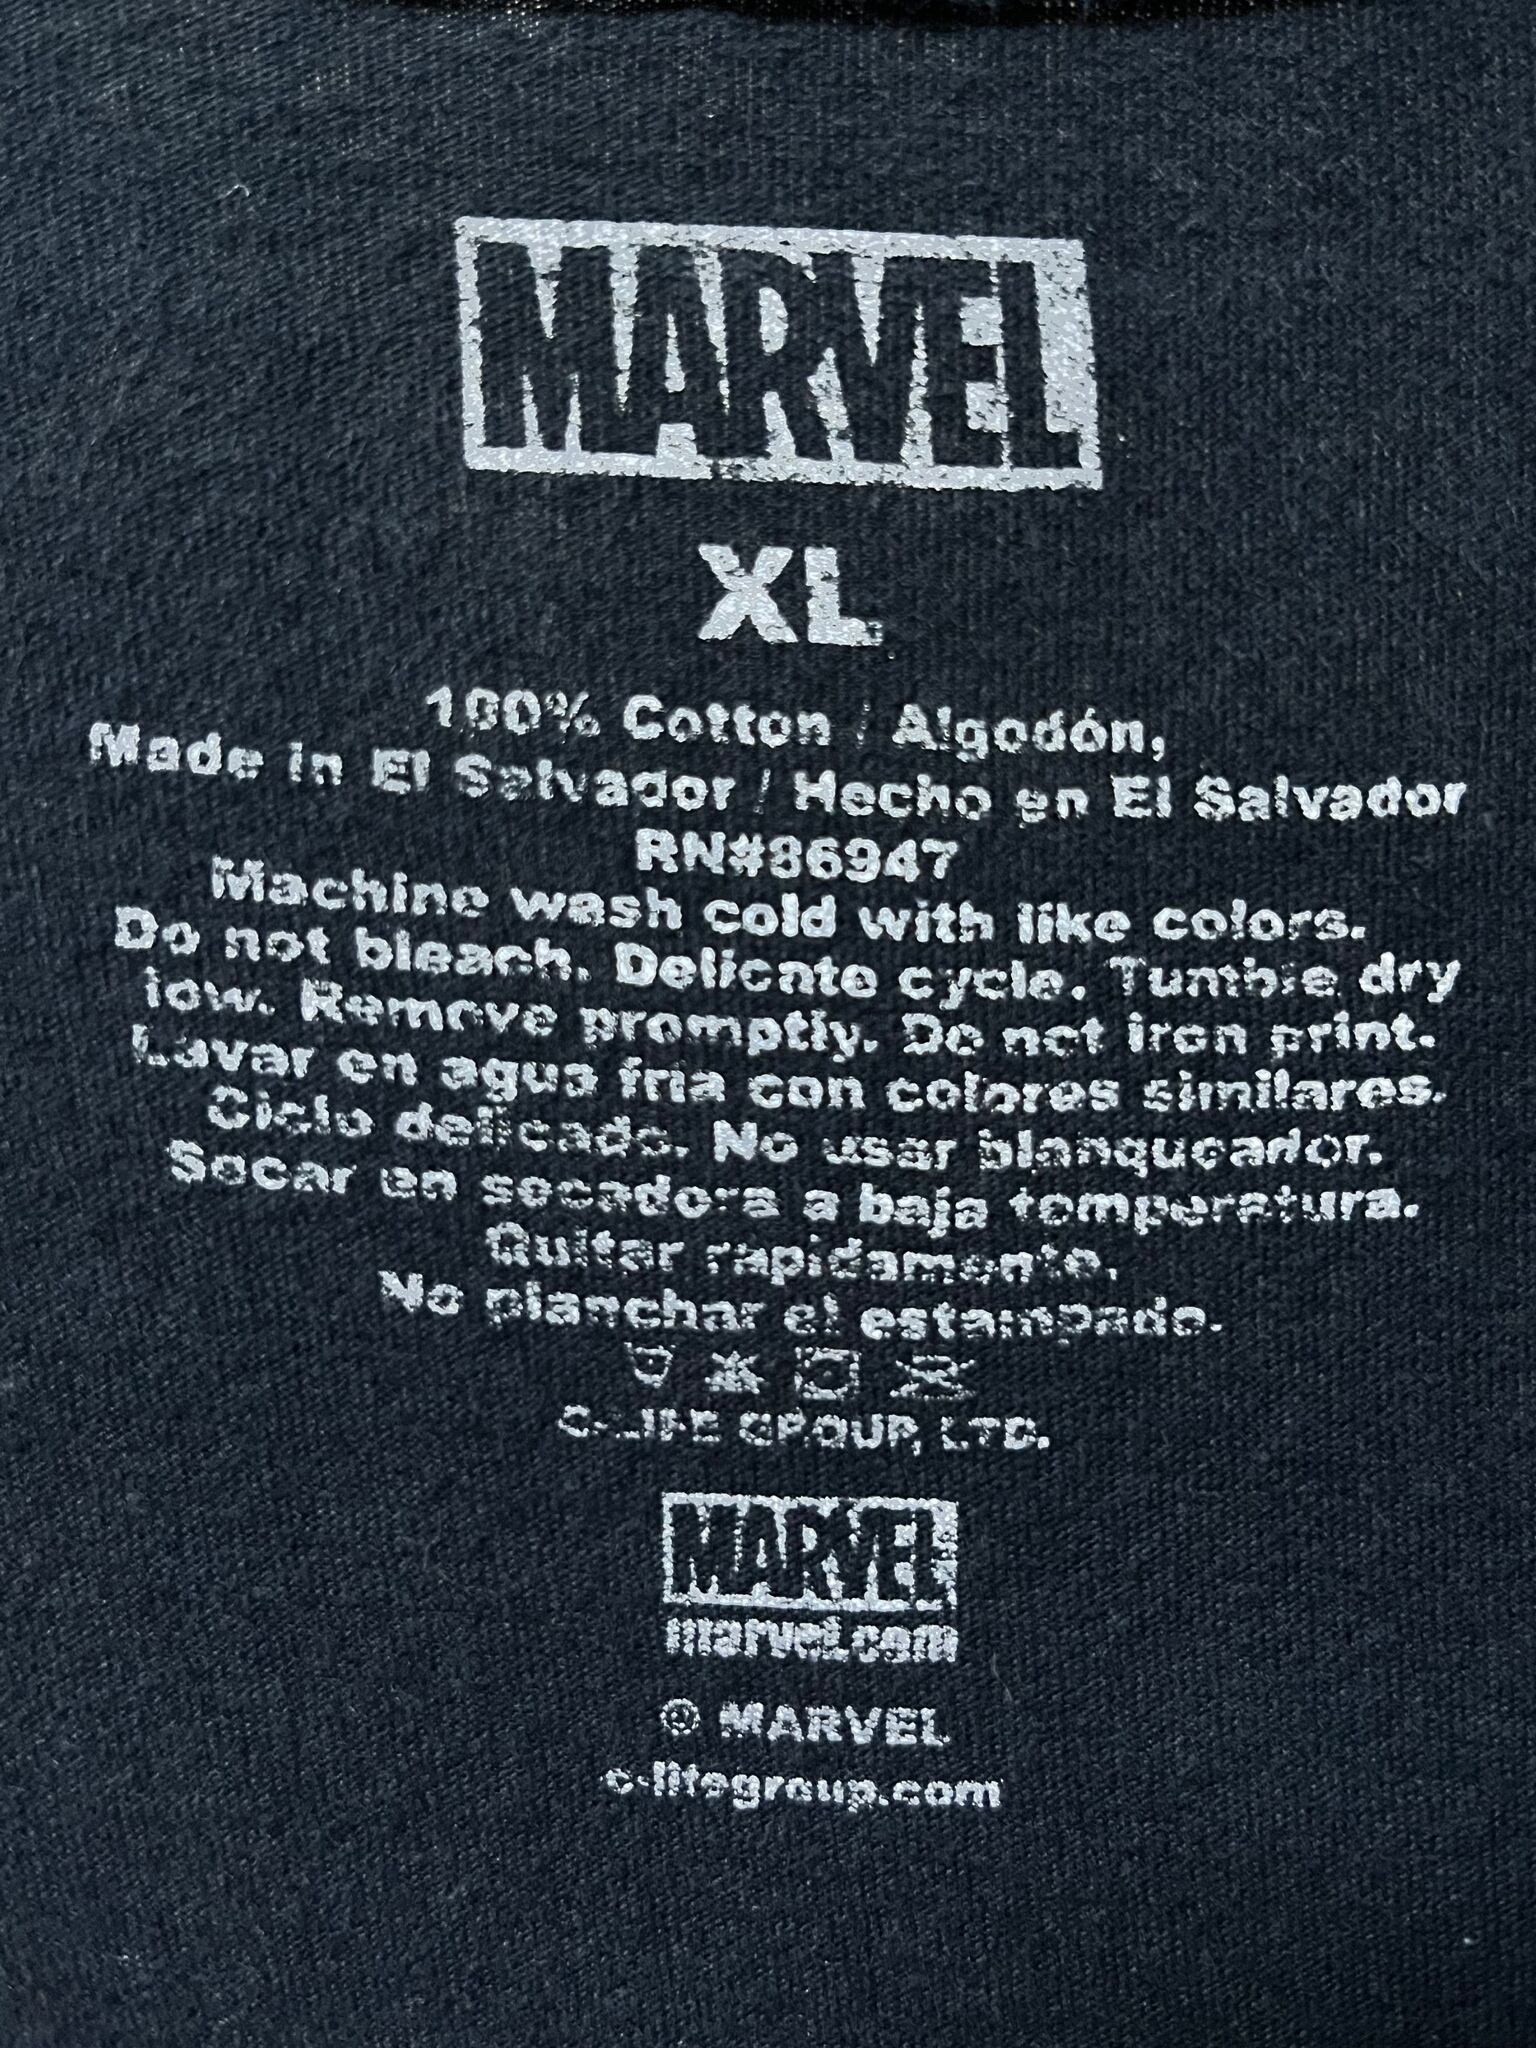 MARVEL
XL
100% Cotton / Algodón,
Made in El Salvador / Hecho en El Salvador
RN#86947
Machine wash cold with like colors.
Do not bleach. Delicate cycle. Tumble dry
low. Remove promptly. Do not iron print.
Lavar en agua fria con colores similares.
Ciclo delicado. No usar blanqueador.
Secar en secadora a baja temperatura.
Quitar rapidamente.
No planchar el estampado.
C-LIFE GROUP, LTD.
MARVEL
marvel.com
© MARVEL
c-lifegroup.com